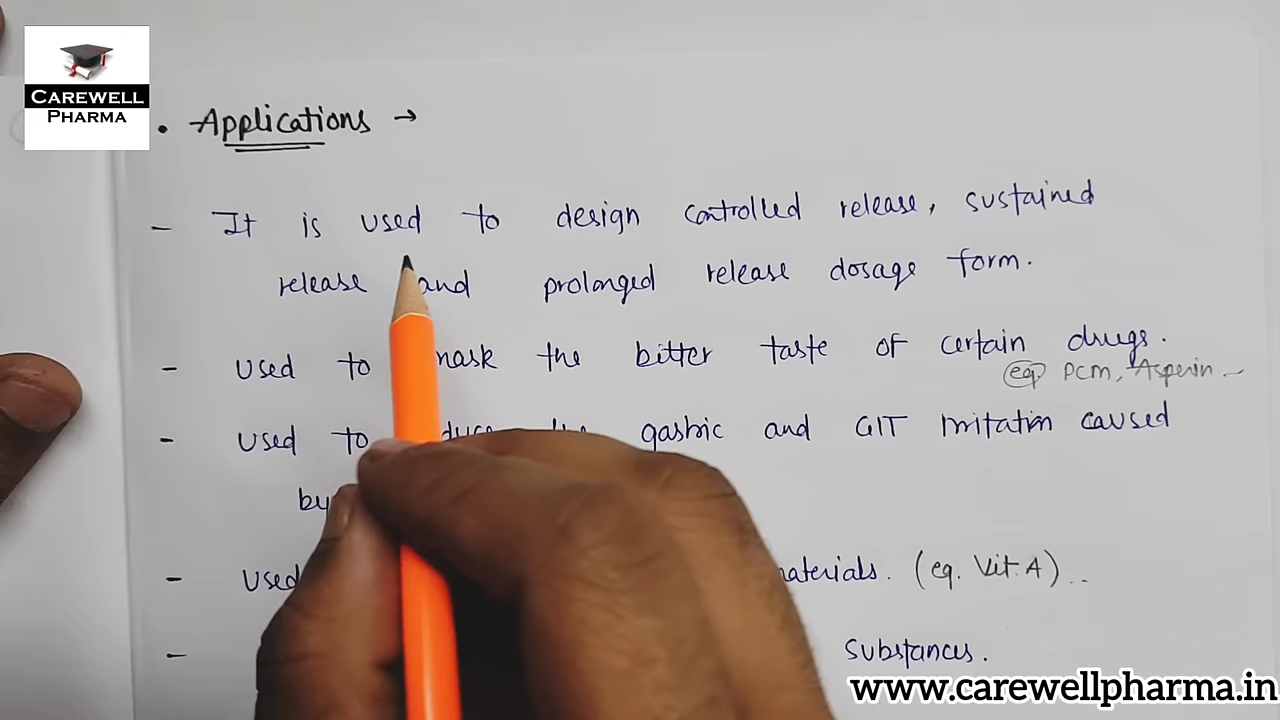 CAREWELL
PHARMA
• Applications →
- It is used to design controlled release, sustained
release and prolonged release dosage form.
- used to mask the bitter taste of certain drugs.
(eg) PCM, Asperin --
- used to the gastric and GIT irritation caused
by
- used materials. (eg. Vit. A) ..
- substances.
www.carewellpharma.in